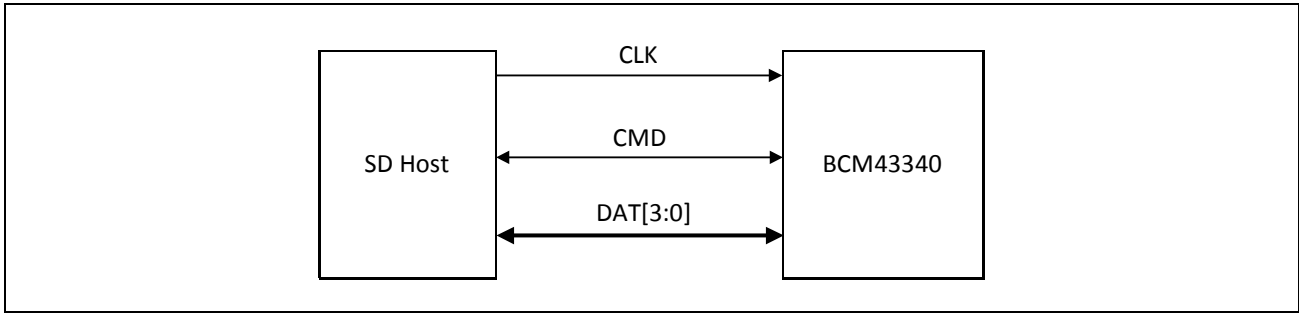 CLK
CMD
SD Host
BCM43340
DAT[3:0]